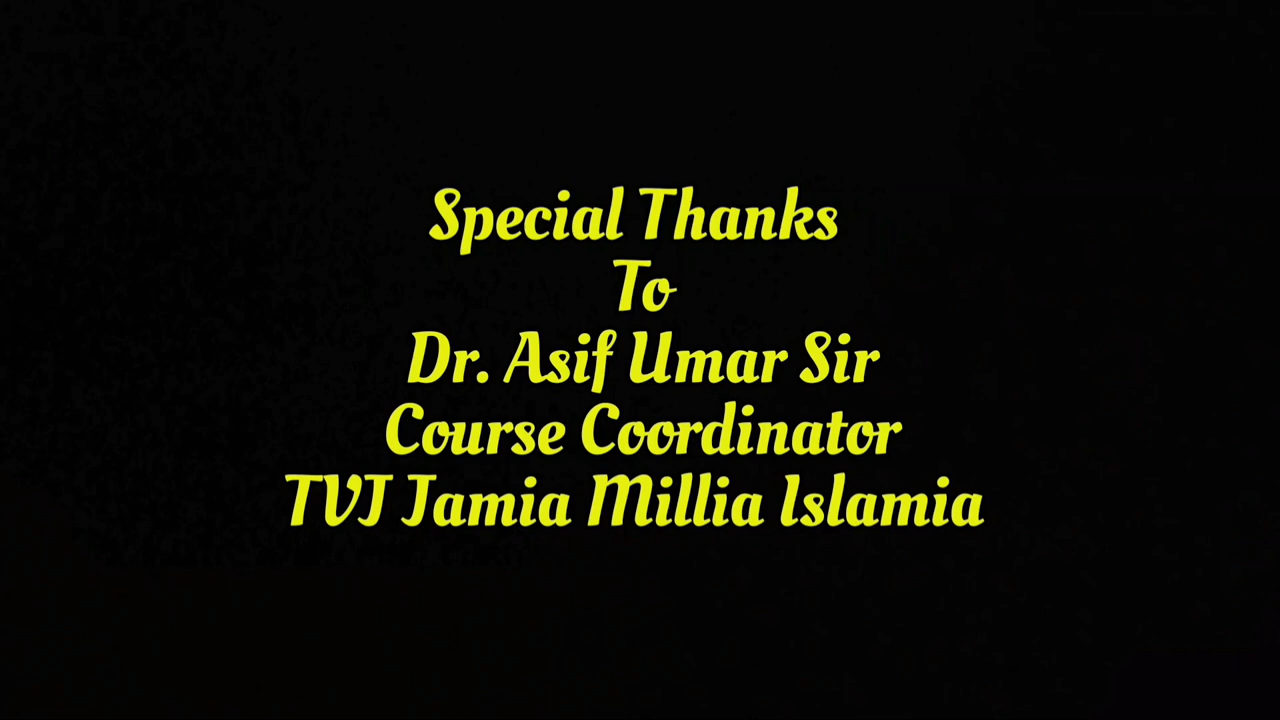 Special Thanks
To
Dr. Asif Umar Sir
Course Coordinator
TVJ Jamia Millia Islamia